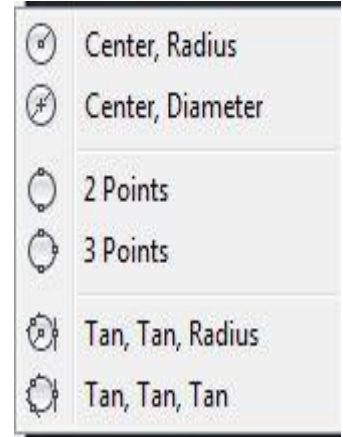 Center, Radius
Center, Diameter
2 Points
3 Points
Tan, Tan, Radius
Tan, Tan, Tan